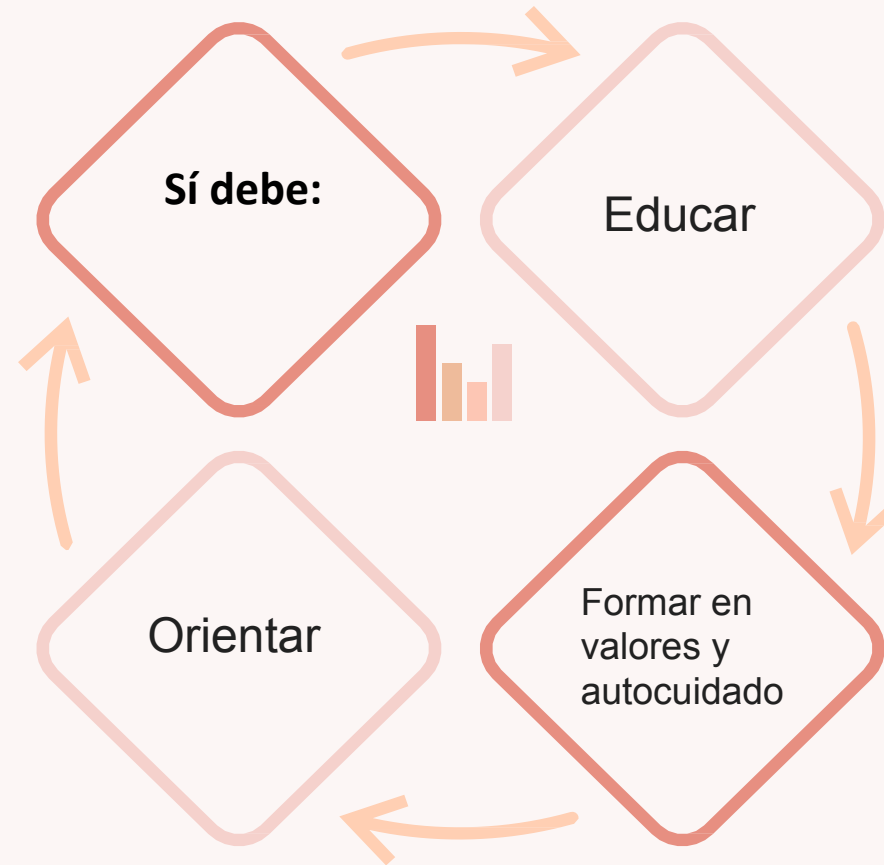 Sí debe:
Educar
Formar en
valores y
autocuidado
Orientar